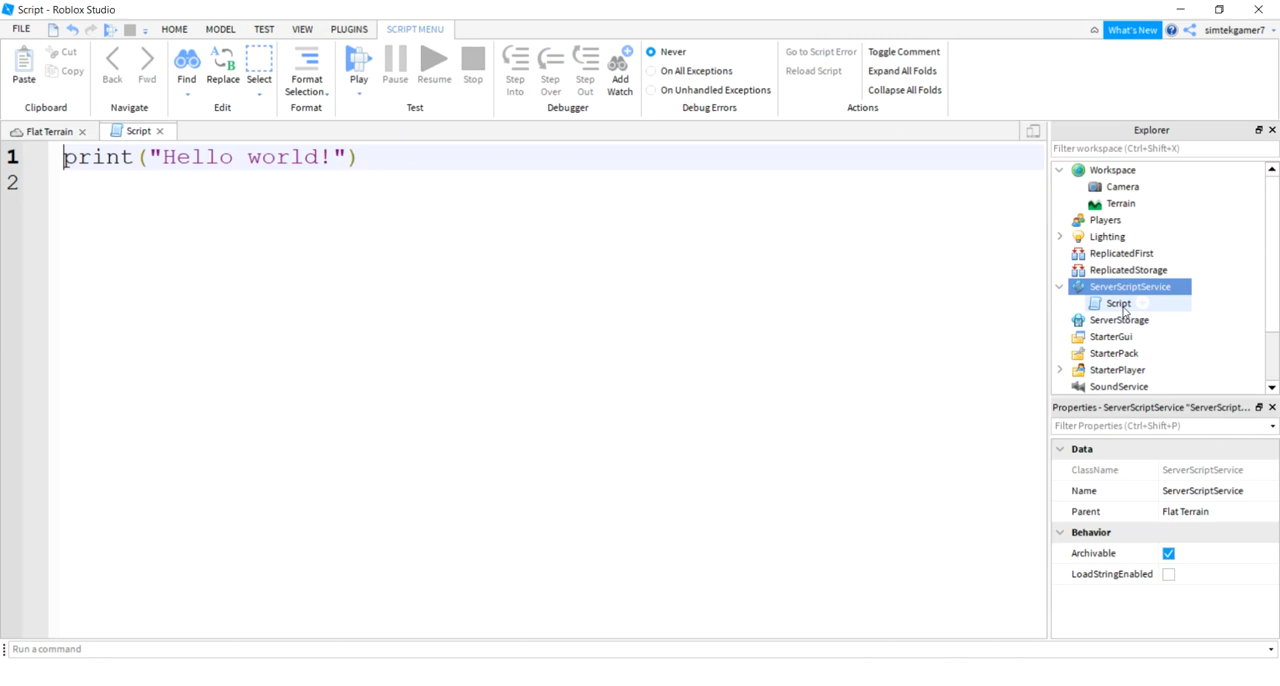 Script - Roblox Studio
FILE HOME MODEL TEST VIEW PLUGINS SCRIPT MENU What's New simtekgamer7
Paste Cut Copy Back Fwd Find Replace Select Format Selection Play Pause Resume Stop Step Into Step Over Step Out Add Watch Never On All Exceptions On Unhandled Exceptions Go to Script Error Reload Script Toggle Comment Expand All Folds Collapse All Folds
Clipboard Navigate Edit Format Test Debugger Debug Errors Actions
Flat Terrain Script Explorer
1 print("Hello world!")
2
Filter workspace (Ctrl+Shift+X)
Workspace
Camera
Terrain
Players
Lighting
ReplicatedFirst
ReplicatedStorage
ServerScriptService
Script
ServerStorage
StarterGui
StarterPack
StarterPlayer
SoundService
Properties - ServerScriptService "ServerScript...
Filter Properties (Ctrl+Shift+P)
Data
ClassName ServerScriptService
Name ServerScriptService
Parent Flat Terrain
Behavior
Archivable
LoadStringEnabled
Run a command